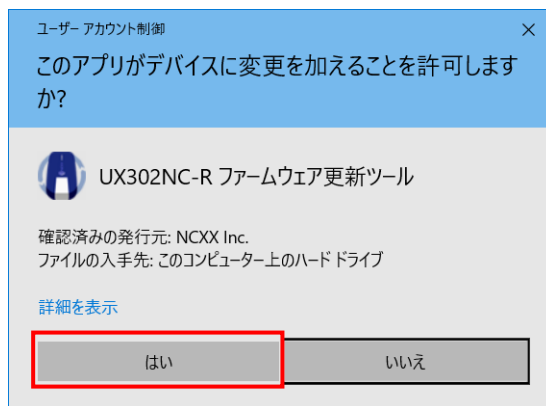 ユーザー アカウント制御
このアプリがデバイスに変更を加えることを許可します
か?
UX302NC-R ファームウェア更新ツール
確認済みの発行元: NCXX Inc.
ファイルの入手先: このコンピューター上のハード ドライブ
詳細を表示
はい
いいえ